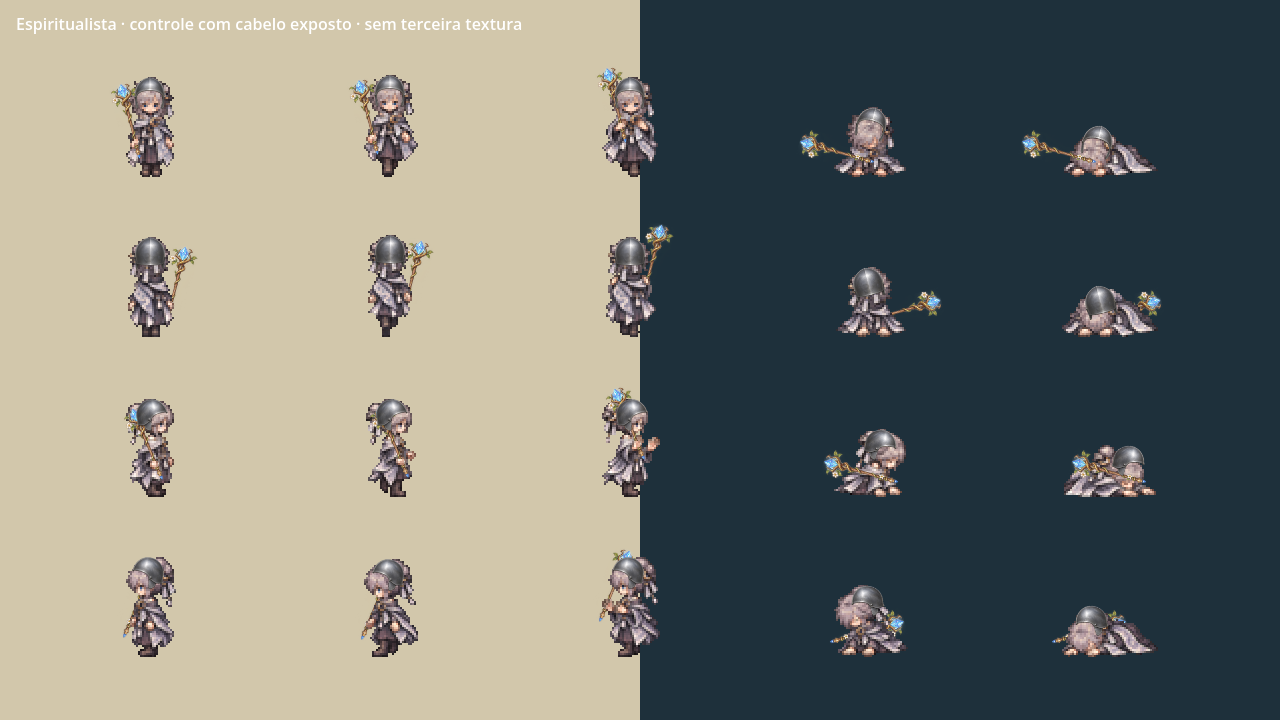 Espiritualista · controle com cabelo exposto · sem terceira textura